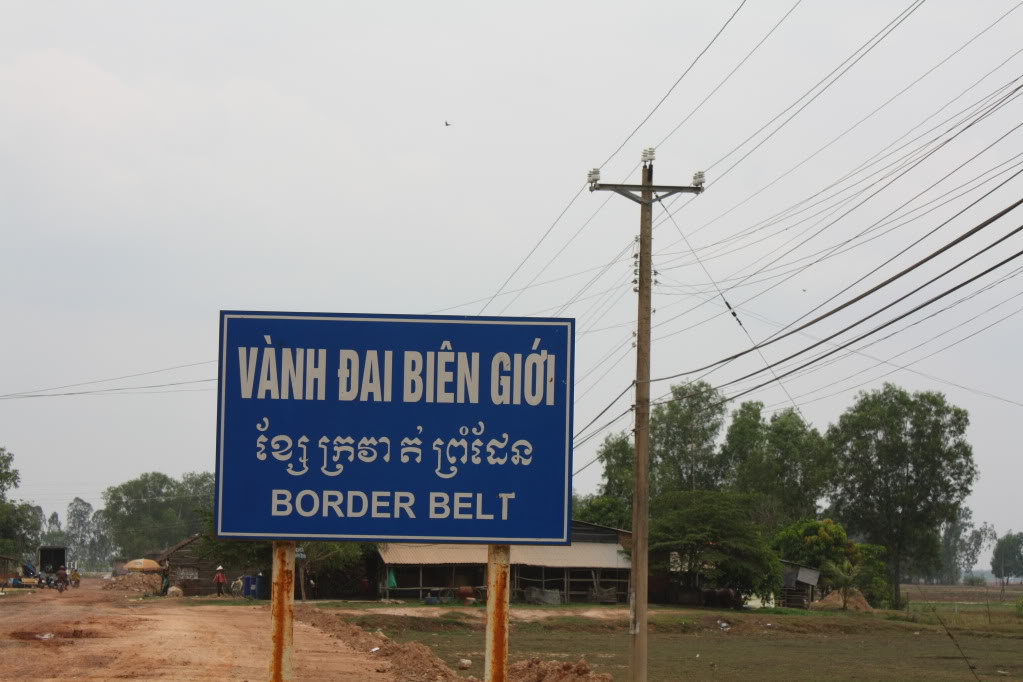 VÀNH ĐAI BIÊN GIỚI
ខ្សែ ក្រវា ត់ ព្រំដែន
BORDER BELT